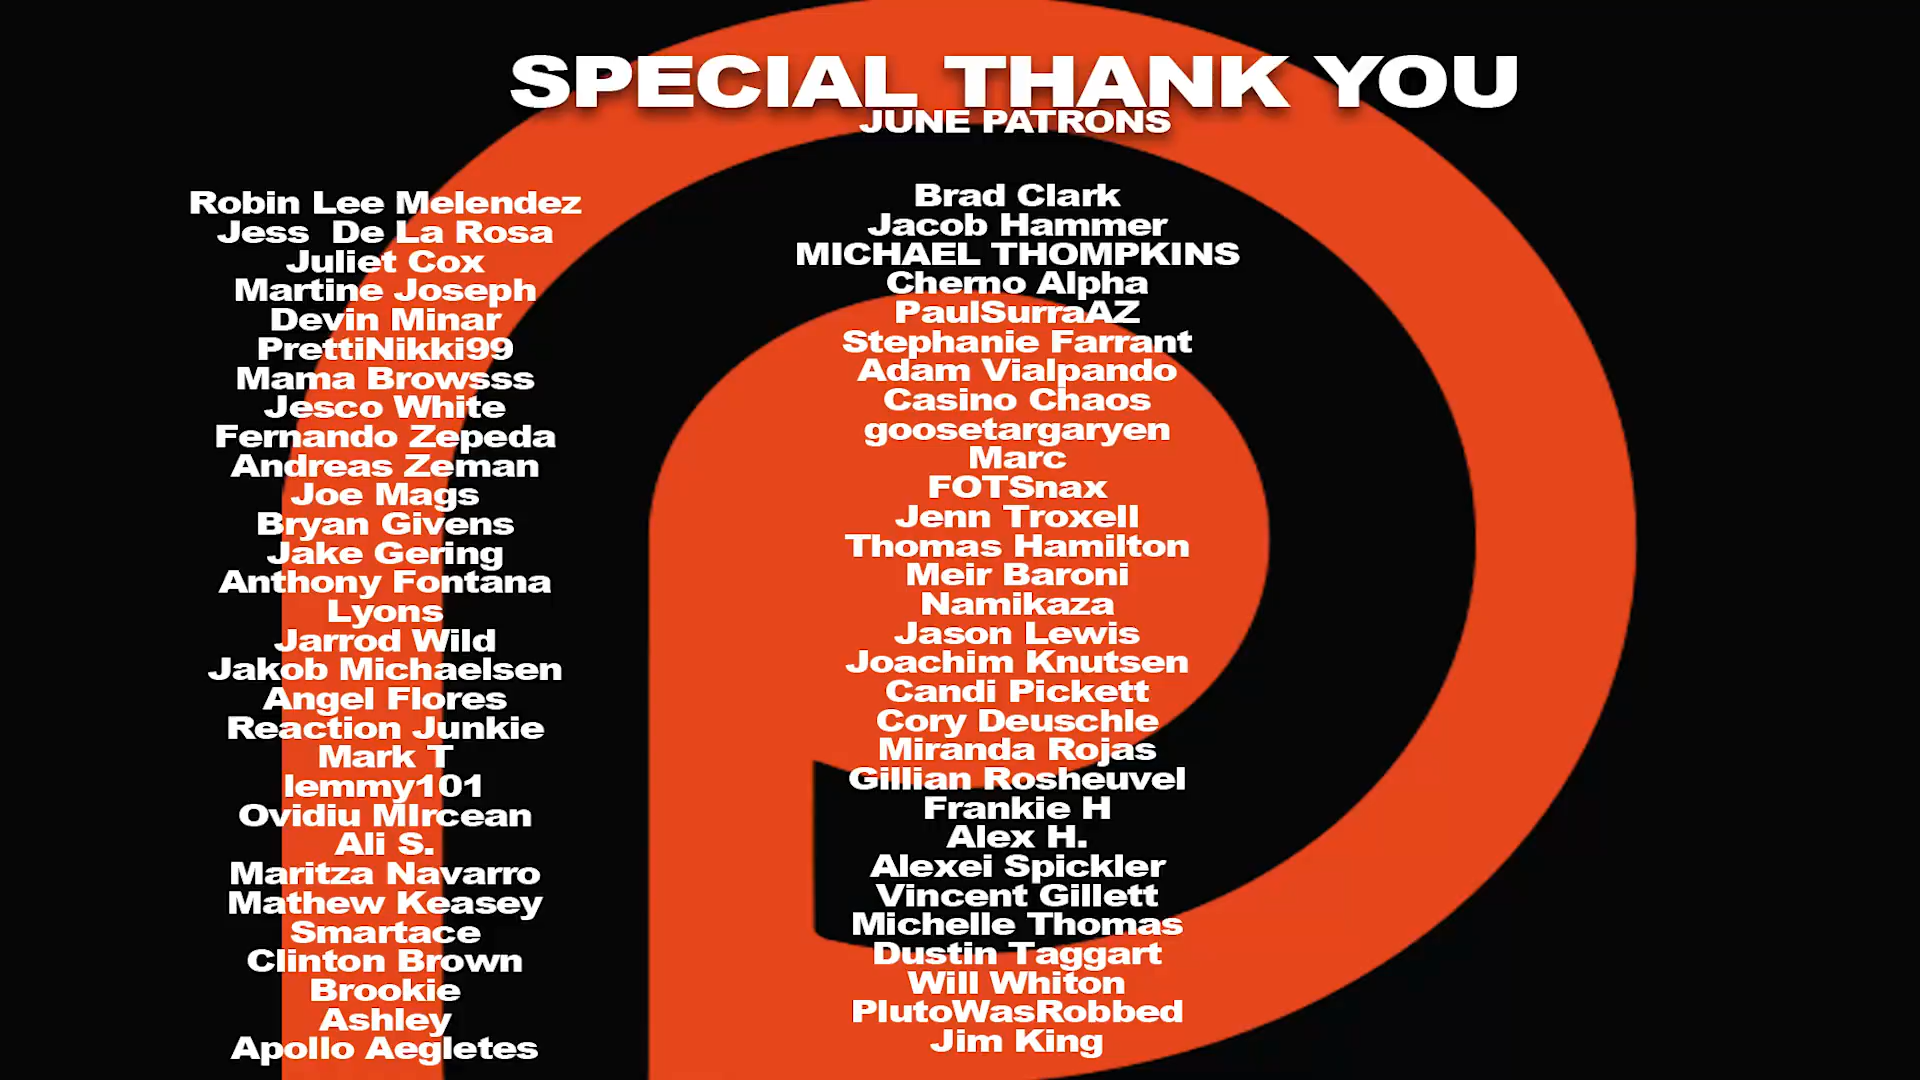 SPECIAL THANK YOU
JUNE PATRONS
Robin Lee Melendez
Jess  De La Rosa
Juliet Cox
Martine Joseph
Devin Minar
PrettiNikki99
Mama Browsss
Jesco White
Fernando Zepeda
Andreas Zeman
Joe Mags
Bryan Givens
Jake Gering
Anthony Fontana
Lyons
Jarrod Wild
Jakob Michaelsen
Angel Flores
Reaction Junkie
Mark T
lemmy101
Ovidiu MIrcean
Ali S.
Maritza Navarro
Mathew Keasey
Smartace
Clinton Brown
Brookie
Ashley
Apollo Aegletes
Brad Clark
Jacob Hammer
MICHAEL THOMPKINS
Cherno Alpha
PaulSurraAZ
Stephanie Farrant
Adam Vialpando
Casino Chaos
goosetargaryen
Marc
FOTSnax
Jenn Troxell
Thomas Hamilton
Meir Baroni
Namikaza
Jason Lewis
Joachim Knutsen
Candi Pickett
Cory Deuschle
Miranda Rojas
Gillian Rosheuvel
Frankie H
Alex H.
Alexei Spickler
Vincent Gillett
Michelle Thomas
Dustin Taggart
Will Whiton
PlutoWasRobbed
Jim King